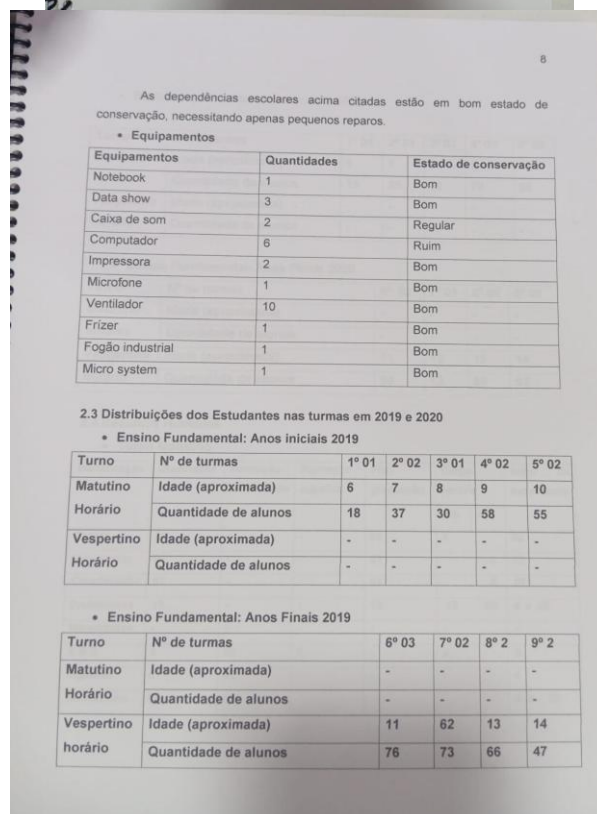 8
As dependências escolares acima citadas estão em bom estado de
conservação, necessitando apenas pequenos reparos.
• Equipamentos
Equipamentos Quantidades Estado de conservação
Notebook 1 Bom
Data show 3 Bom
Caixa de som 2 Regular
Computador 6 Ruim
Impressora 2 Bom
Microfone 1 Bom
Ventilador 10 Bom
Frizer 1 Bom
Fogão industrial 1 Bom
Micro system 1 Bom
2.3 Distribuições dos Estudantes nas turmas em 2019 e 2020
• Ensino Fundamental: Anos iniciais 2019
Turno Nº de turmas 1º 01 2º 02 3º 01 4º 02 5º 02
Matutino Idade (aproximada) 6 7 8 9 10
Horário Quantidade de alunos 18 37 30 58 55
Vespertino Idade (aproximada) - - - - -
Horário Quantidade de alunos - - - - -
• Ensino Fundamental: Anos Finais 2019
Turno Nº de turmas 6º 03 7º 02 8º 2 9º 2
Matutino Idade (aproximada) - - - -
Horário Quantidade de alunos - - - -
Vespertino Idade (aproximada) 11 62 13 14
horário Quantidade de alunos 76 73 66 47